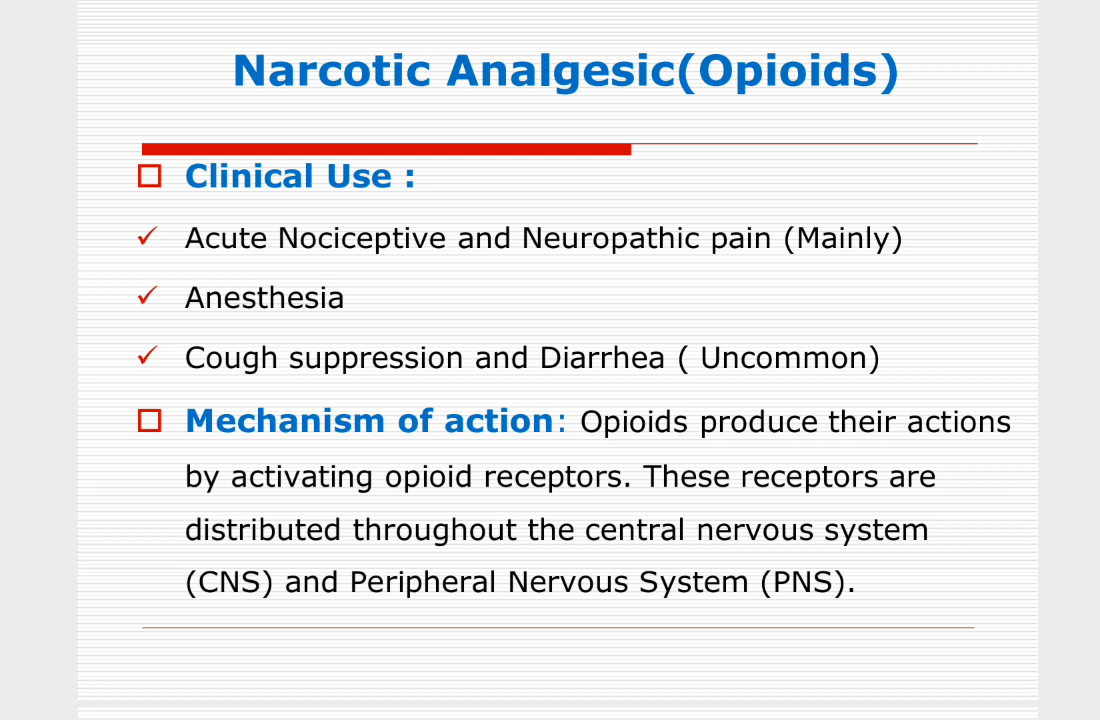 Narcotic Analgesic(Opioids)
Clinical Use :
Acute Nociceptive and Neuropathic pain (Mainly)
Anesthesia
Cough suppression and Diarrhea ( Uncommon)
Mechanism of action: Opioids produce their actions
by activating opioid receptors. These receptors are
distributed throughout the central nervous system
(CNS) and Peripheral Nervous System (PNS).